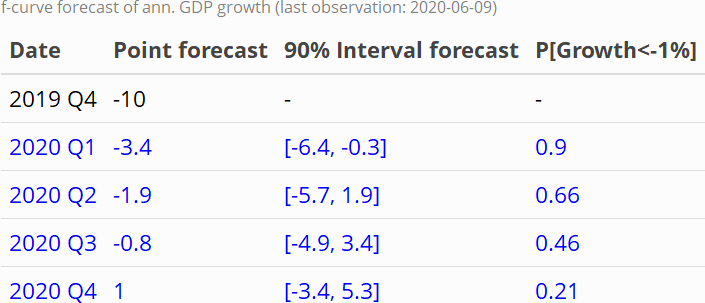 f-curve forecast of ann. GDP growth (last observation: 2020-06-09)
Date Point forecast 90% Interval forecast P[Growth<-1%]
2019 Q4 -10 - -
2020 Q1 -3.4 [-6.4, -0.3] 0.9
2020 Q2 -1.9 [-5.7, 1.9] 0.66
2020 Q3 -0.8 [-4.9, 3.4] 0.46
2020 Q4 1 [-3.4, 5.3] 0.21